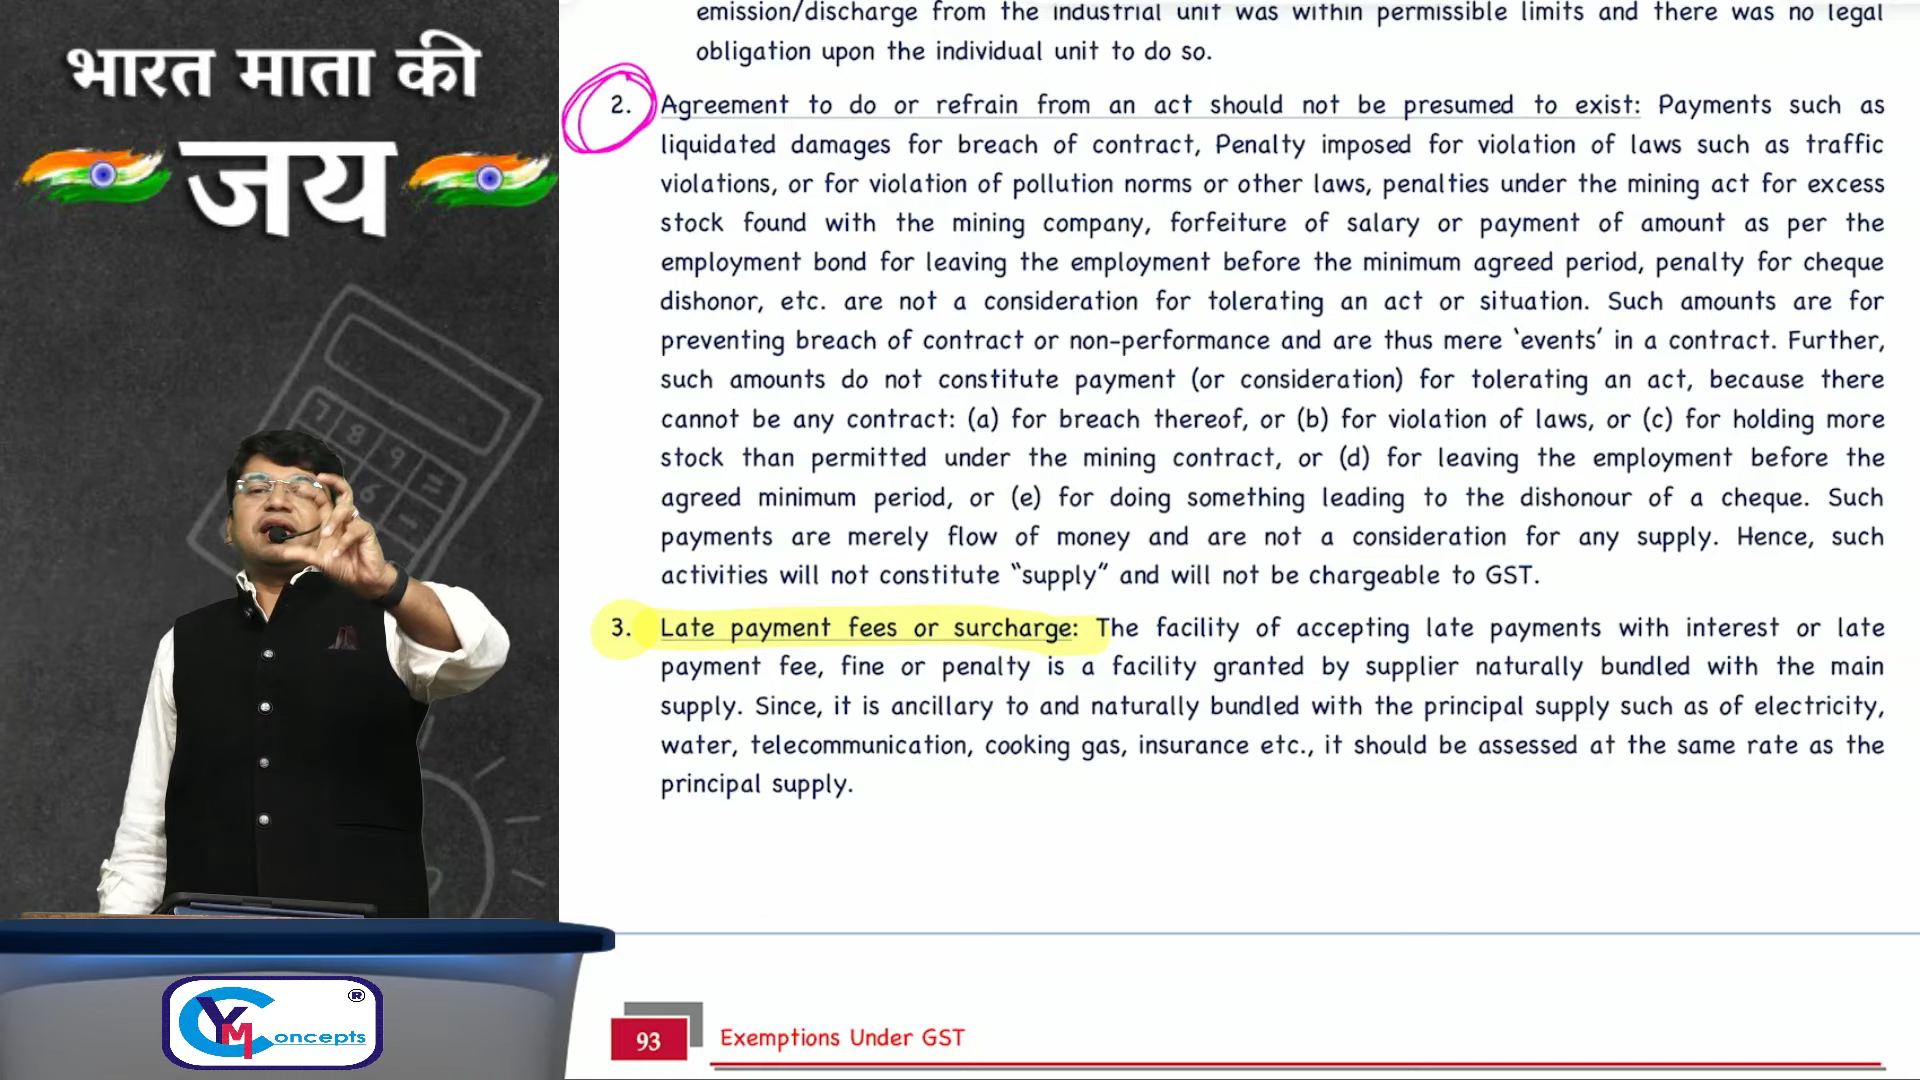 भारत माता की
जय
emission/discharge from the industrial unit was within permissible limits and there was no legal
obligation upon the individual unit to do so.
2. Agreement to do or refrain from an act should not be presumed to exist: Payments such as
liquidated damages for breach of contract, Penalty imposed for violation of laws such as traffic
violations, or for violation of pollution norms or other laws, penalties under the mining act for excess
stock found with the mining company, forfeiture of salary or payment of amount as per the
employment bond for leaving the employment before the minimum agreed period, penalty for cheque
dishonor, etc. are not a consideration for tolerating an act or situation. Such amounts are for
preventing breach of contract or non-performance and are thus mere ‘events’ in a contract. Further,
such amounts do not constitute payment (or consideration) for tolerating an act, because there
cannot be any contract: (a) for breach thereof, or (b) for violation of laws, or (c) for holding more
stock than permitted under the mining contract, or (d) for leaving the employment before the
agreed minimum period, or (e) for doing something leading to the dishonour of a cheque. Such
payments are merely flow of money and are not a consideration for any supply. Hence, such
activities will not constitute “supply” and will not be chargeable to GST.
3. Late payment fees or surcharge: The facility of accepting late payments with interest or late
payment fee, fine or penalty is a facility granted by supplier naturally bundled with the main
supply. Since, it is ancillary to and naturally bundled with the principal supply such as of electricity,
water, telecommunication, cooking gas, insurance etc., it should be assessed at the same rate as the
principal supply.
93 Exemptions Under GST
YM Concepts ®